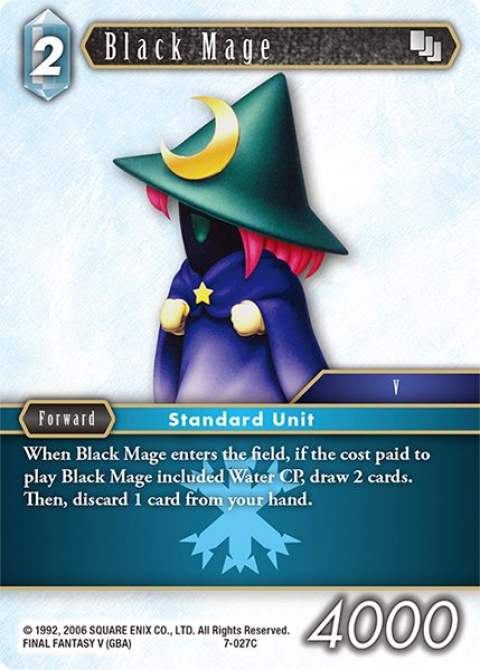 2
Black Mage
V
Forward
Standard Unit
When Black Mage enters the field, if the cost paid to
play Black Mage included Water CP, draw 2 cards.
Then, discard 1 card from your hand.
© 1992, 2006 SQUARE ENIX CO., LTD. All Rights Reserved.
FINAL FANTASY V (GBA)
7-027C
4000